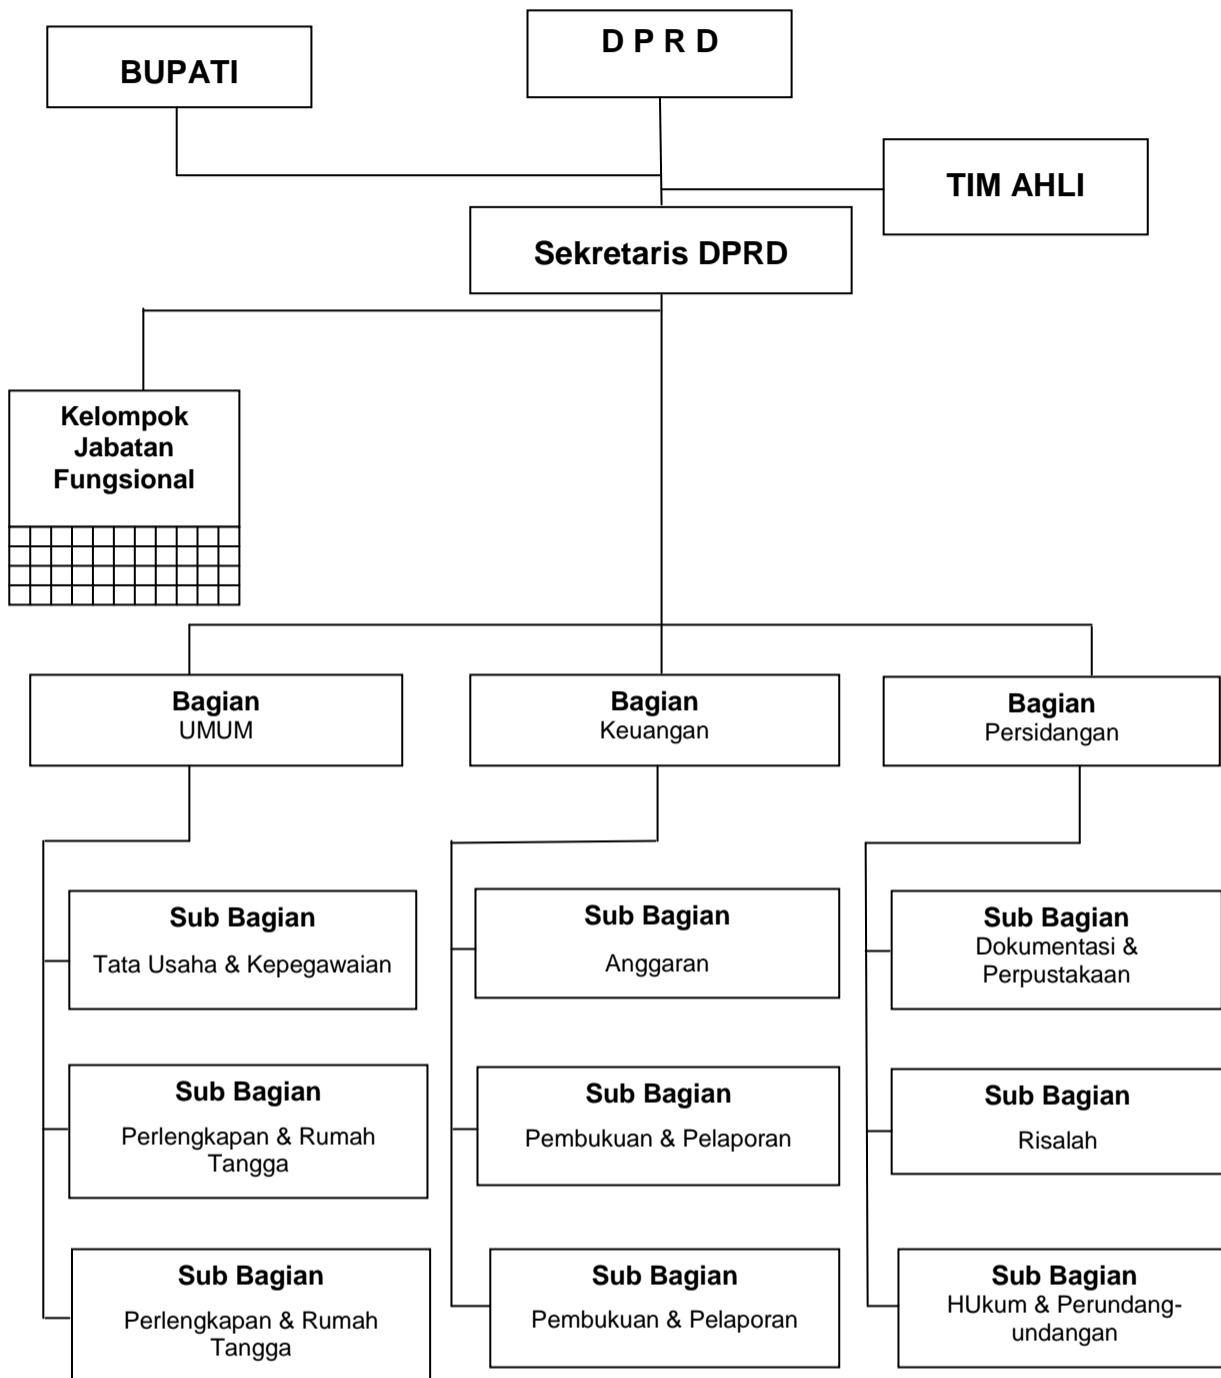 BUPATI
D P R D
TIM AHLI
Sekretaris DPRD
Kelompok
Jabatan
Fungsional
Bagian
UMUM
Bagian
Keuangan
Bagian
Persidangan
Sub Bagian
Tata Usaha & Kepegawaian
Sub Bagian
Anggaran
Sub Bagian
Dokumentasi &
Perpustakaan
Sub Bagian
Perlengkapan & Rumah
Tangga
Sub Bagian
Pembukuan & Pelaporan
Sub Bagian
Risalah
Sub Bagian
Perlengkapan & Rumah
Tangga
Sub Bagian
Pembukuan & Pelaporan
Sub Bagian
HUkum & Perundang-
undangan